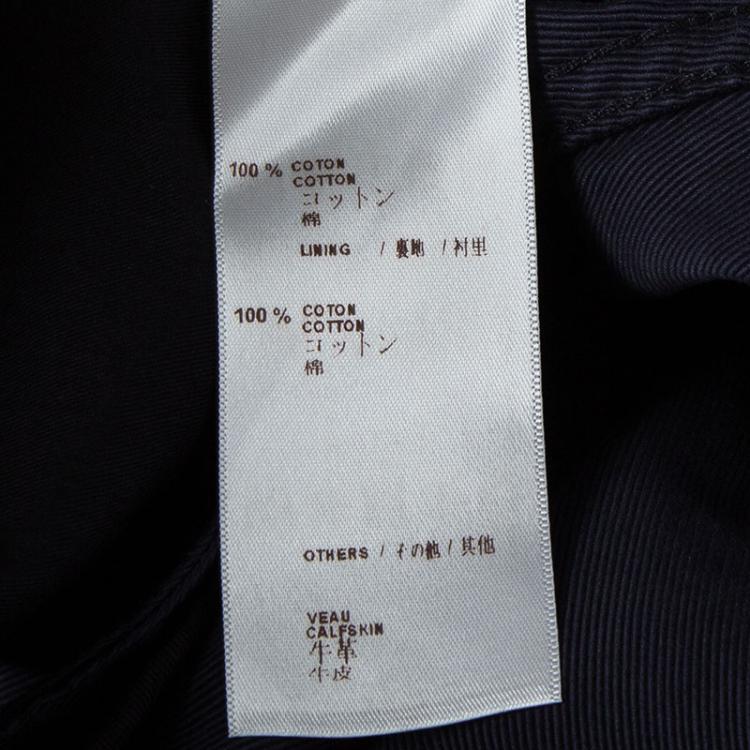 100 % COTON
COTTON
コットン
棉
LINING / 裏地 / 衬里
100 % COTON
COTTON
コットン
棉
OTHERS / その他 / 其他
VEAU
CALFSKIN
牛革
牛皮